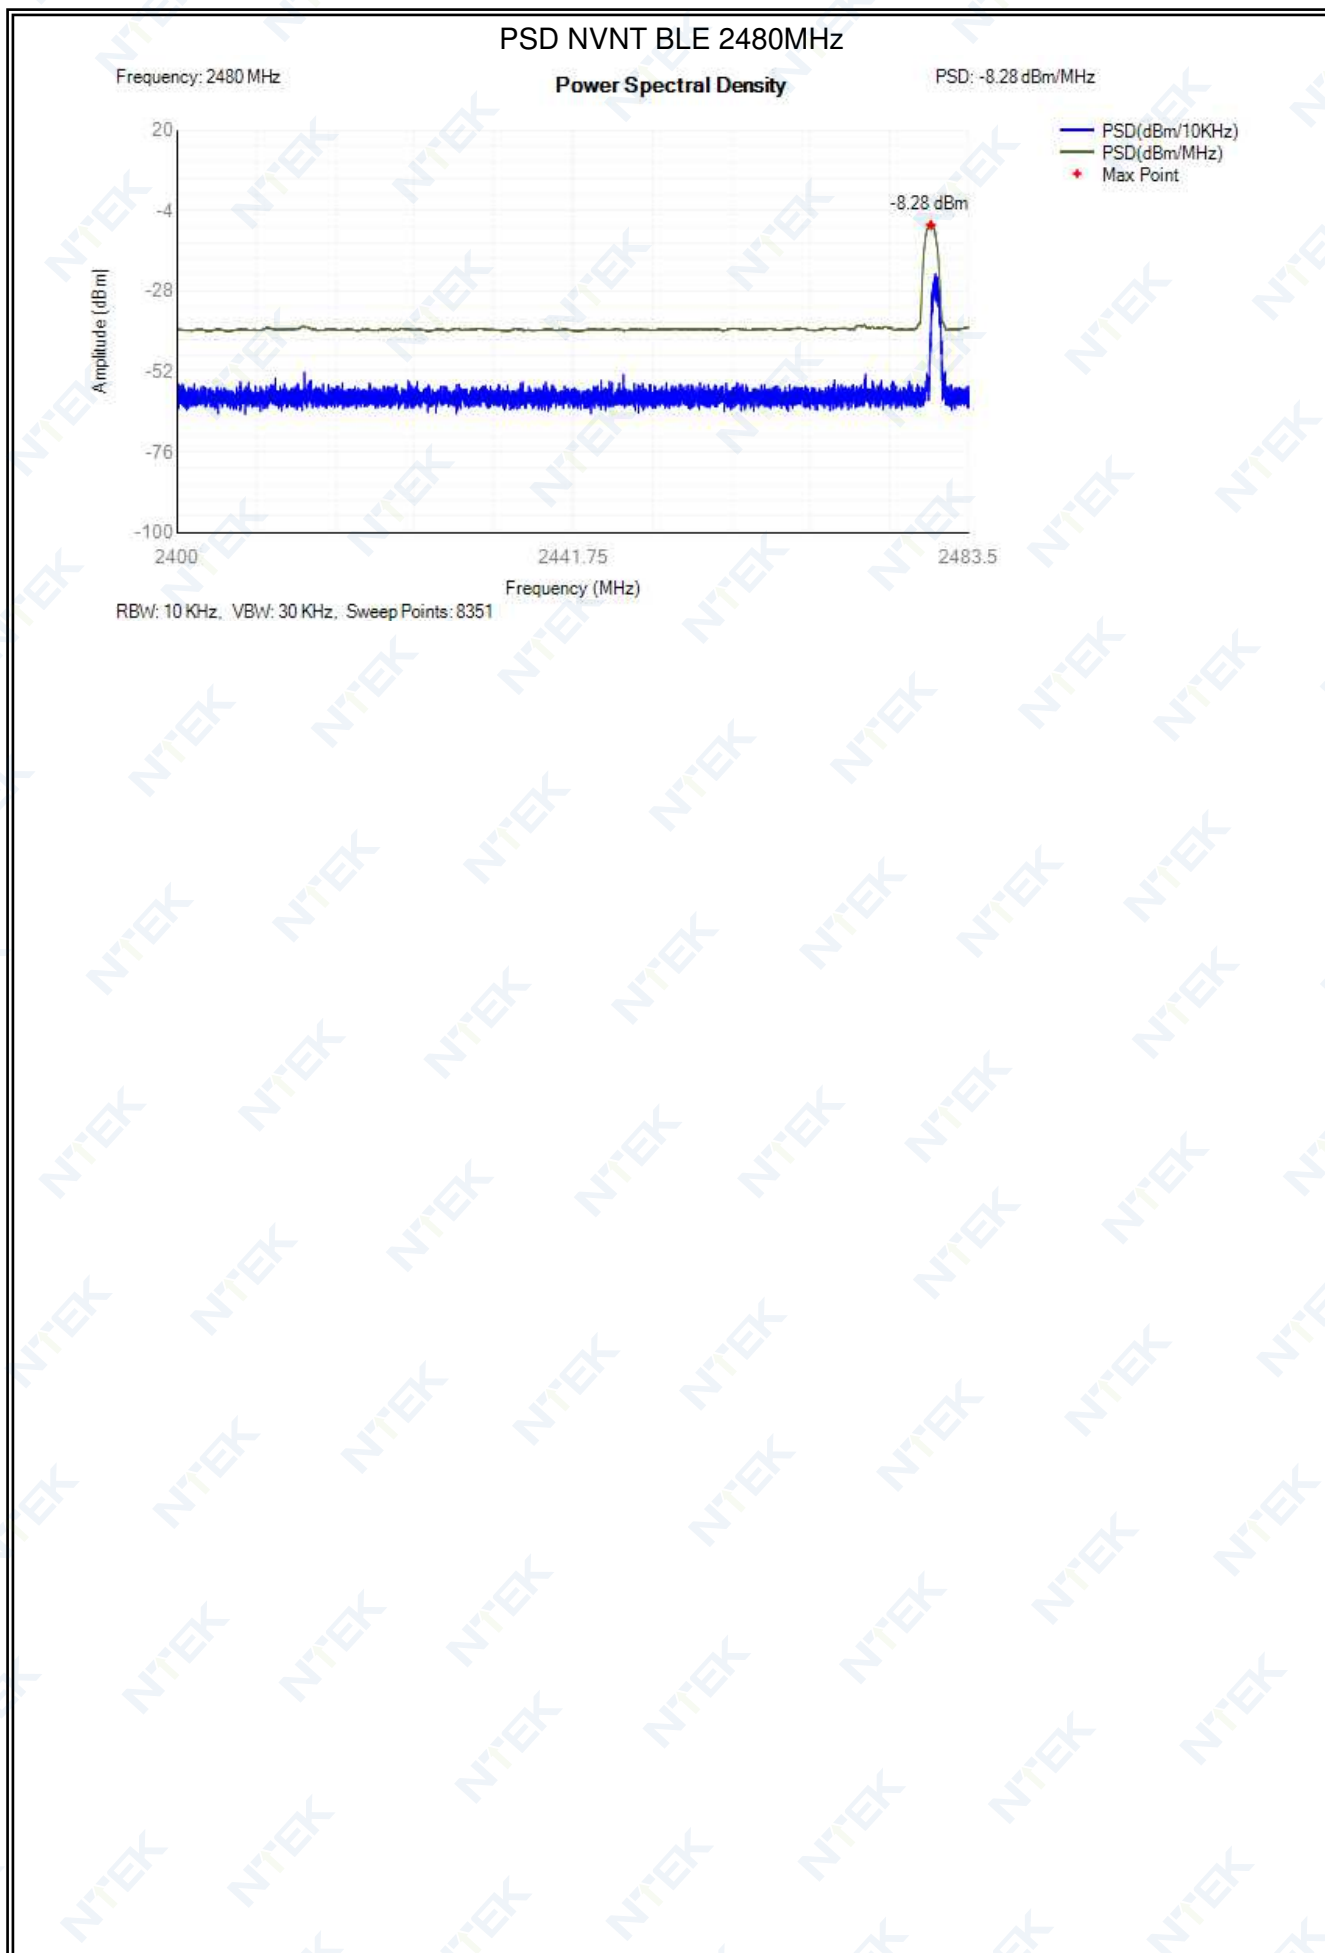 PSD NVNT BLE 2480MHz
Frequency: 2480 MHz
Power Spectral Density
PSD: -8.28 dBm/MHz
PSD(dBm/10KHz)
PSD(dBm/MHz)
Max Point
-8.28 dBm
20
-4
-28
-52
-76
-100
Amplitude (dBm)
2400
2441.75
2483.5
Frequency (MHz)
RBW: 10 KHz, VBW: 30 KHz, Sweep Points: 8351
NTEK